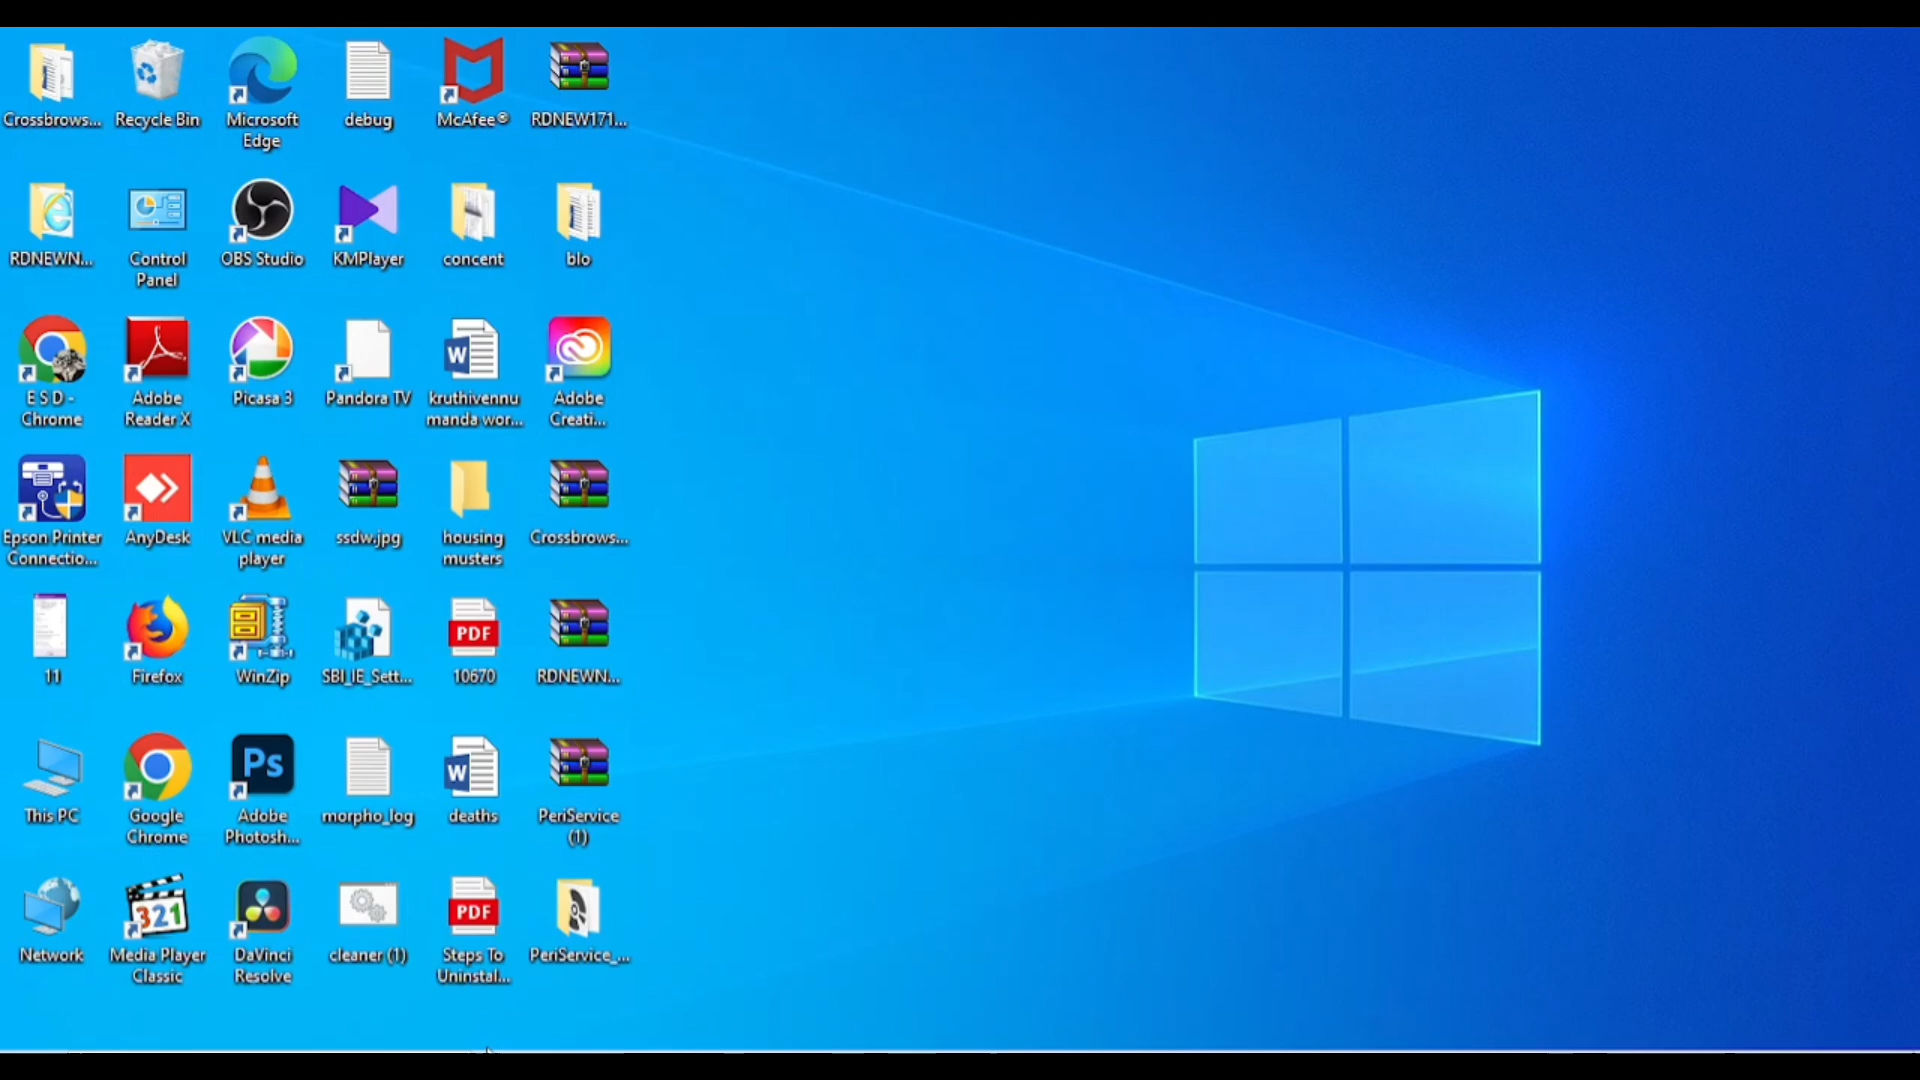 Crossbrows...
Recycle Bin
Microsoft
Edge
debug
McAfee®
RDNEW171...
RDNEWN...
Control
Panel
OBS Studio
KMPlayer
concent
blo
E S D -
Chrome
Adobe
Reader X
Picasa 3
Pandora TV
W
kruthivennu
manda wor...
Adobe
Creati...
Epson Printer
Connectio...
AnyDesk
VLC media
player
ssdw.jpg
housing
musters
Crossbrows...
11
Firefox
WinZip
SBI_IE_Sett...
PDF
10670
RDNEWN...
This PC
Google
Chrome
Ps
Adobe
Photosh...
morpho_log
W
deaths
PeriService
(1)
Network
321
Media Player
Classic
DaVinci
Resolve
cleaner (1)
PDF
Steps To
Uninstal...
PeriService_...